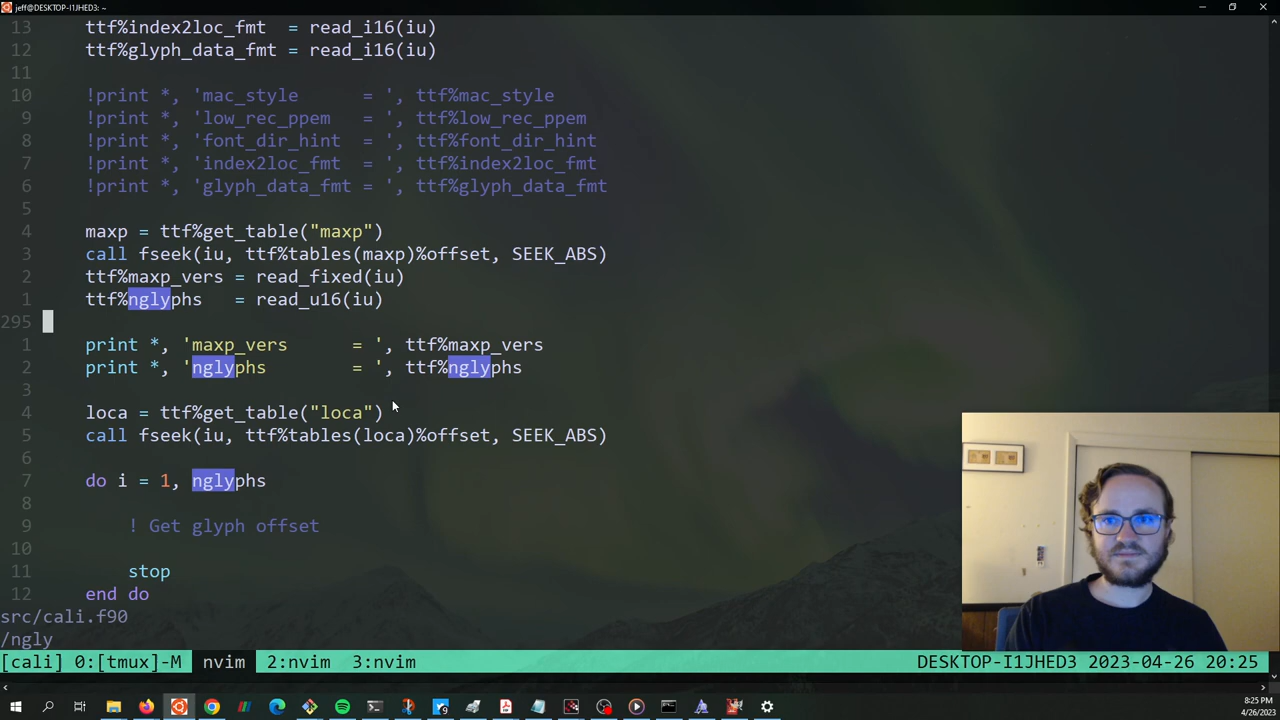 jeff@DESKTOP-I1JHED3: ~
13 ttf%index2loc_fmt  = read_i16(iu)
12 ttf%glyph_data_fmt = read_i16(iu)
11
10 !print *, 'mac_style      = ', ttf%mac_style
9 !print *, 'low_rec_ppem   = ', ttf%low_rec_ppem
8 !print *, 'font_dir_hint  = ', ttf%font_dir_hint
7 !print *, 'index2loc_fmt  = ', ttf%index2loc_fmt
6 !print *, 'glyph_data_fmt = ', ttf%glyph_data_fmt
5
4 maxp = ttf%get_table("maxp")
3 call fseek(iu, ttf%tables(maxp)%offset, SEEK_ABS)
2 ttf%maxp_vers = read_fixed(iu)
1 ttf%nglyphs   = read_u16(iu)
295
1 print *, 'maxp_vers      = ', ttf%maxp_vers
2 print *, 'nglyphs        = ', ttf%nglyphs
3
4 loca = ttf%get_table("loca")
5 call fseek(iu, ttf%tables(loca)%offset, SEEK_ABS)
6
7 do i = 1, nglyphs
8
9 ! Get glyph offset
10
11 stop
12 end do
src/cali.f90
/ngly
[cali] 0:[tmux]-M nvim 2:nvim 3:nvim DESKTOP-I1JHED3 2023-04-26 20:25
8:25 PM
4/26/2023